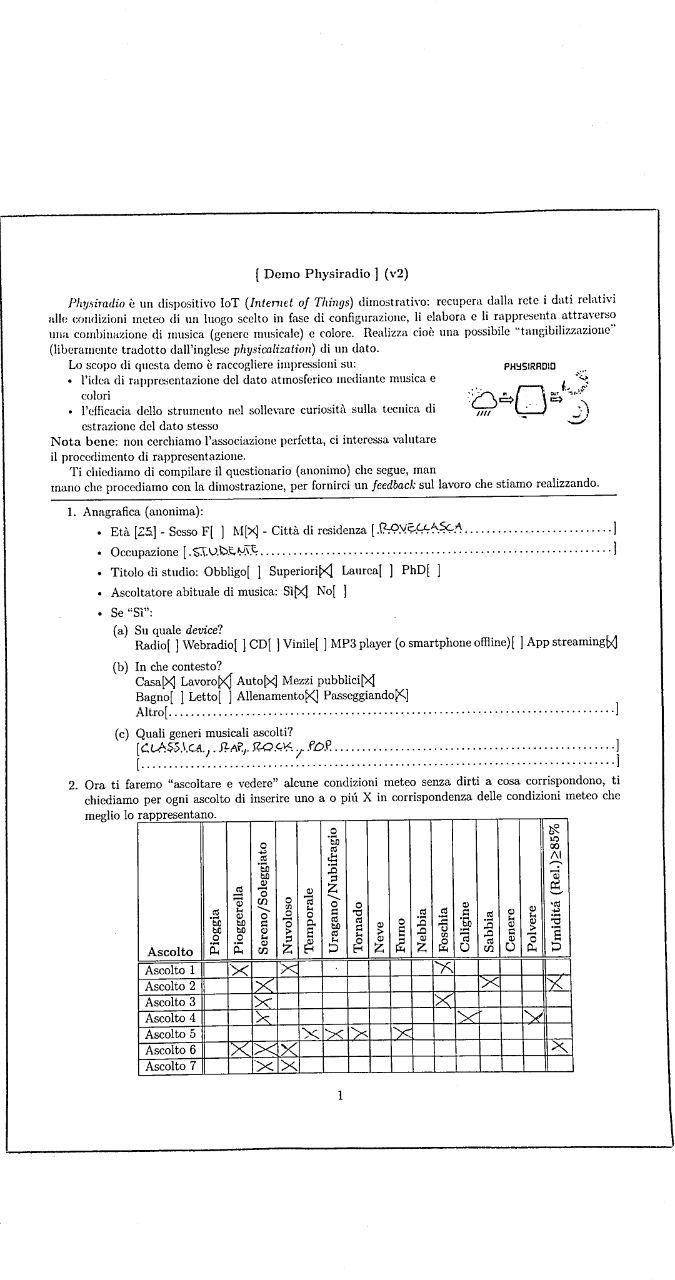 [ Demo Physiradio ] (v2)
Physiradio è un dispositivo IoT (Internet of Things) dimostrativo: recupera dalla rete i dati relativi
alle condizioni meteo di un luogo scelto in fase di configurazione, li elabora e li rappresenta attraverso
una combinazione di musica (genere musicale) e colore. Realizza cioè una possibile "tangibilizzazione"
(liberamente tradotto dall'inglese physicalization) di un dato.
Lo scopo di questa demo è raccogliere impressioni su:
• l'idea di rappresentazione del dato atmosferico mediante musica e
colori
• l'efficacia dello strumento nel sollevare curiosità sulla tecnica di
estrazione del dato stesso
PHYSIRADIO
IN
OUT
Nota bene: non cerchiamo l'associazione perfetta, ci interessa valutare
il procedimento di rappresentazione.
Ti chiediamo di compilare il questionario (anonimo) che segue, man
mano che procediamo con la dimostrazione, per fornirci un feedback sul lavoro che stiamo realizzando.
1. Anagrafica (anonima):
• Età [25] - Sesso F[ ] M[X] - Città di residenza [ROVELLASCA]
• Occupazione [STUDENTE]
• Titolo di studio: Obbligo[ ] Superiori[X] Laurea[ ] PhD[ ]
• Ascoltatore abituale di musica: Sì[X] No[ ]
• Se "Sì":
(a) Su quale device?
Radio[ ] Webradio[ ] CD[ ] Vinile[ ] MP3 player (o smartphone offline)[ ] App streaming[X]
(b) In che contesto?
Casa[X] Lavoro[X] Auto[X] Mezzi pubblici[X]
Bagno[ ] Letto[ ] Allenamento[X] Passeggiando[X]
Altro[....]
(c) Quali generi musicali ascolti?
[CLASSICA, RAP, ROCK, POP]
[....]
2. Ora ti faremo "ascoltare e vedere" alcune condizioni meteo senza dirti a cosa corrispondono, ti
chiediamo per ogni ascolto di inserire uno a o piú X in corrispondenza delle condizioni meteo che
meglio lo rappresentano.
Ascolto Pioggia Pioggerella Sereno/Soleggiato Nuvoloso Temporale Uragano/Nubifragio Tornado Neve Fumo Nebbia Foschia Caligine Sabbia Cenere Polvere Umiditá (Rel.)≥85%
Ascolto 1 X X X
Ascolto 2 X X X
Ascolto 3 X X
Ascolto 4 X X X
Ascolto 5 X X X X
Ascolto 6 X X X X
Ascolto 7 X X
1